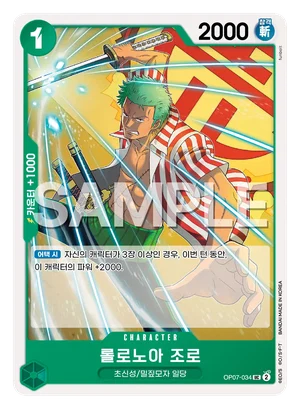 1
2000
참격
斬
카운터 +1000
SAMPLE
어택 시 자신의 캐릭터가 3장 이상인 경우, 이번 턴 동안,
이 캐릭터의 파워 +2000.
CHARACTER
롤로노아 조로
초신성/밀짚모자 일당
OP07-034 UC 2
BANDAI MADE IN KOREA